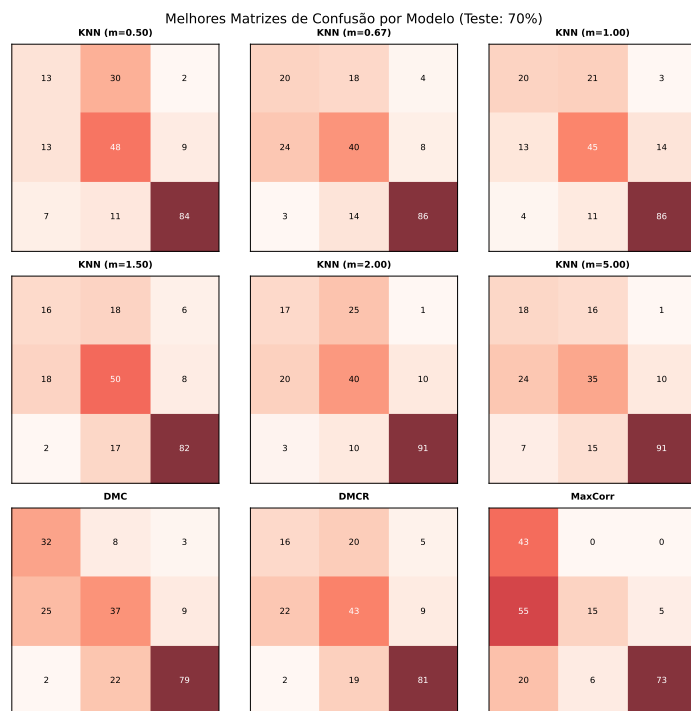 Melhores Matrizes de Confusão por Modelo (Teste: 70%)
KNN (m=0.50) KNN (m=0.67) KNN (m=1.00)
13 30 2 20 18 4 20 21 3
13 48 9 24 40 8 13 45 14
7 11 84 3 14 86 4 11 86
KNN (m=1.50) KNN (m=2.00) KNN (m=5.00)
16 18 6 17 25 1 18 16 1
18 50 8 20 40 10 24 35 10
2 17 82 3 10 91 7 15 91
DMC DMCR MaxCorr
32 8 3 16 20 5 43 0 0
25 37 9 22 43 9 55 15 5
2 22 79 2 19 81 20 6 73